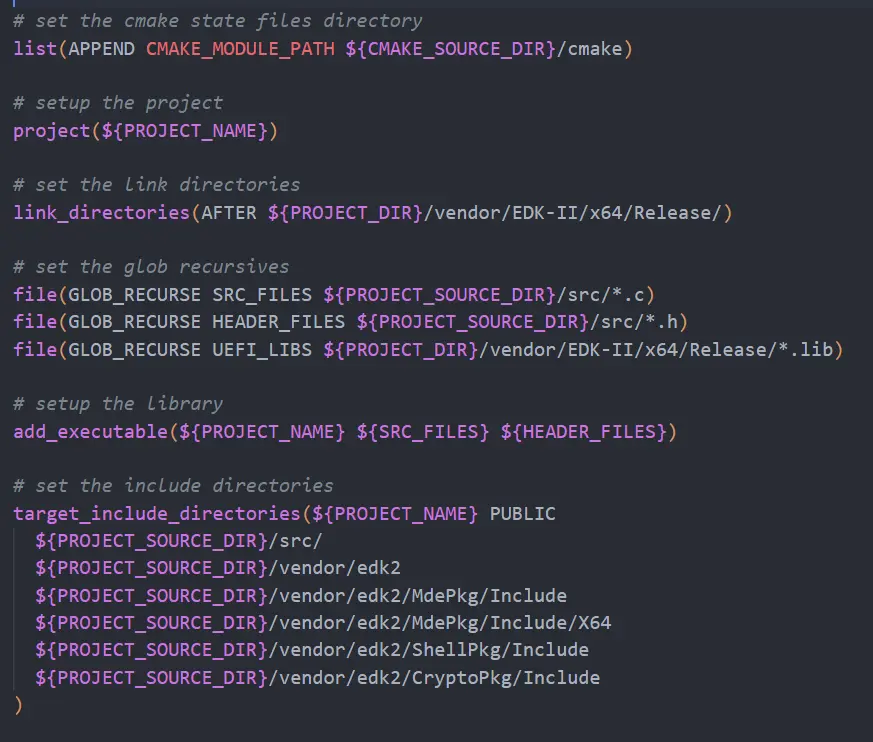 # set the cmake state files directory
list(APPEND CMAKE_MODULE_PATH ${CMAKE_SOURCE_DIR}/cmake)
# setup the project
project(${PROJECT_NAME})
# set the link directories
link_directories(AFTER ${PROJECT_DIR}/vendor/EDK-II/x64/Release/)
# set the glob recursives
file(GLOB_RECURSE SRC_FILES ${PROJECT_SOURCE_DIR}/src/*.c)
file(GLOB_RECURSE HEADER_FILES ${PROJECT_SOURCE_DIR}/src/*.h)
file(GLOB_RECURSE UEFI_LIBS ${PROJECT_DIR}/vendor/EDK-II/x64/Release/*.lib)
# setup the library
add_executable(${PROJECT_NAME} ${SRC_FILES} ${HEADER_FILES})
# set the include directories
target_include_directories(${PROJECT_NAME} PUBLIC
  ${PROJECT_SOURCE_DIR}/src/
  ${PROJECT_SOURCE_DIR}/vendor/edk2
  ${PROJECT_SOURCE_DIR}/vendor/edk2/MdePkg/Include
  ${PROJECT_SOURCE_DIR}/vendor/edk2/MdePkg/Include/X64
  ${PROJECT_SOURCE_DIR}/vendor/edk2/ShellPkg/Include
  ${PROJECT_SOURCE_DIR}/vendor/edk2/CryptoPkg/Include
)